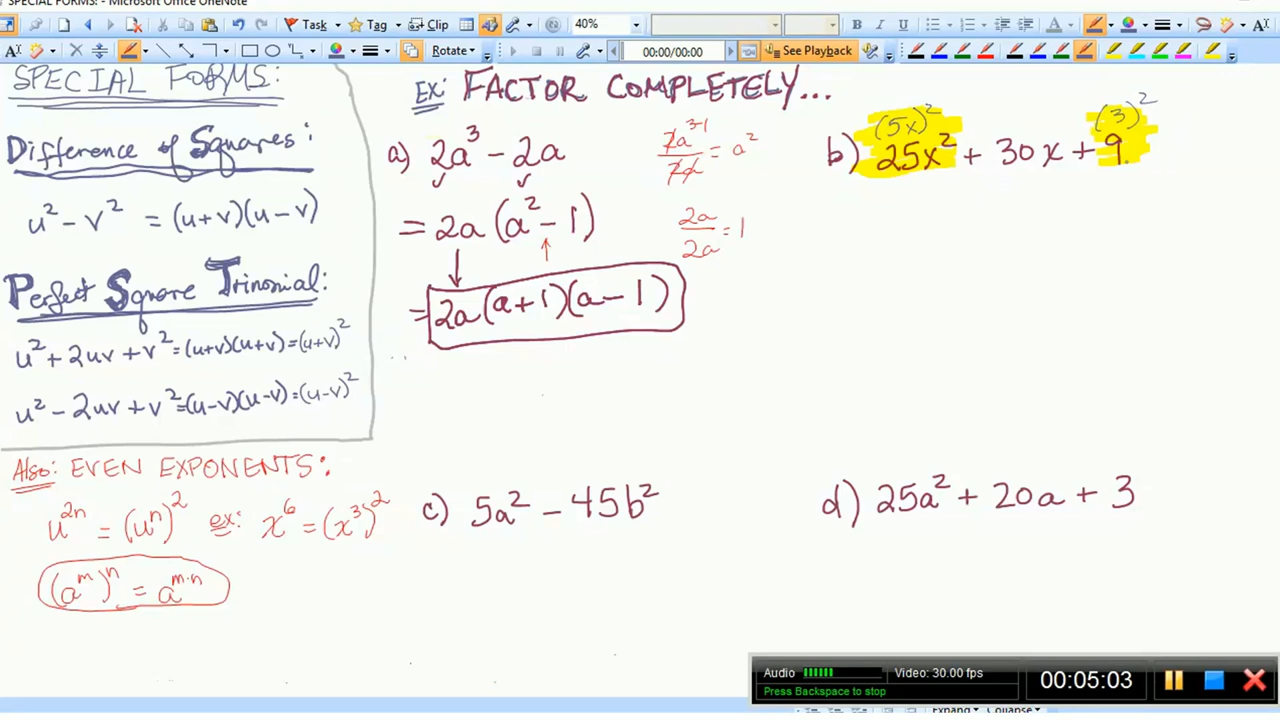 SPECIAL FORMS: - Microsoft Office OneNote
Task Tag Clip 40% B I U
Rotate 00:00/00:00 See Playback
SPECIAL FORMS:
Difference of Squares:
u² - v² = (u+v)(u-v)
Perfect Square Trinomial:
u² + 2uv + v² = (u+v)(u+v) = (u+v)²
u² - 2uv + v² = (u-v)(u-v) = (u-v)²
Also: EVEN EXPONENTS:
u²ⁿ = (uⁿ)² ex: x⁶ = (x³)²
(aᵐ)ⁿ = aᵐ·ⁿ
Ex: FACTOR COMPLETELY...
a) 2a³ - 2a
= 2a(a² - 1)
= 2a(a+1)(a-1)
2a³⁻¹/2a = a²
2a/2a = 1
(5x)² (3)²
b) 25x² + 30x + 9
c) 5a² - 45b²
d) 25a² + 20a + 3
Audio Video: 30.00 fps
Press Backspace to stop
00:05:03
Expand Collapse